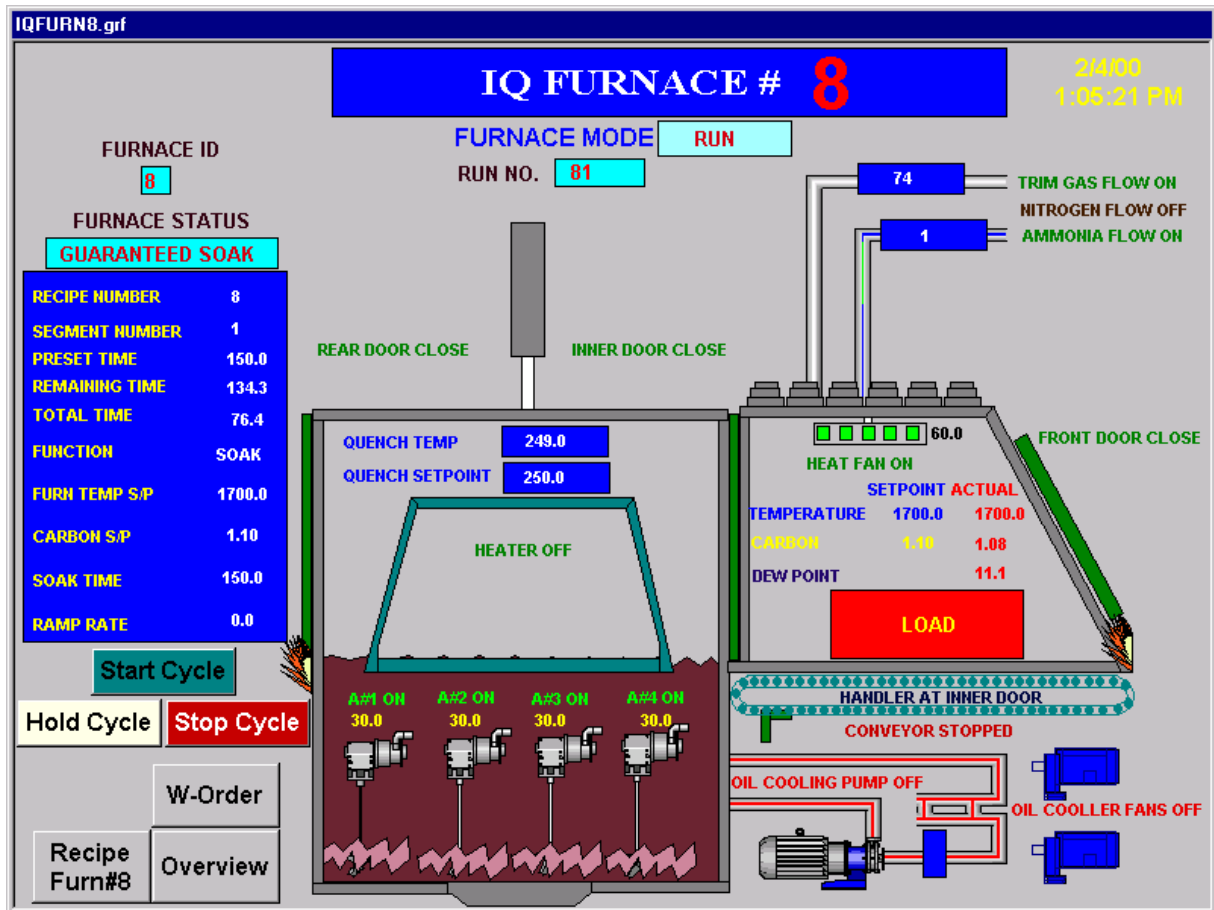 IQFURN8.grf
IQ FURNACE # 8
2/4/00
1:05:21 PM
FURNACE MODE RUN
RUN NO. 81
FURNACE ID
8
FURNACE STATUS
GUARANTEED SOAK
RECIPE NUMBER 8
SEGMENT NUMBER 1
PRESET TIME 150.0
REMAINING TIME 134.3
TOTAL TIME 76.4
FUNCTION SOAK
FURN TEMP S/P 1700.0
CARBON S/P 1.10
SOAK TIME 150.0
RAMP RATE 0.0
Start Cycle
Hold Cycle Stop Cycle
W-Order
Recipe
Furn#8
Overview
74 TRIM GAS FLOW ON
NITROGEN FLOW OFF
1 AMMONIA FLOW ON
REAR DOOR CLOSE INNER DOOR CLOSE
QUENCH TEMP 249.0
QUENCH SETPOINT 250.0
HEATER OFF
A#1 ON A#2 ON A#3 ON A#4 ON
30.0 30.0 30.0 30.0
60.0
HEAT FAN ON
FRONT DOOR CLOSE
SETPOINT ACTUAL
TEMPERATURE 1700.0 1700.0
CARBON 1.10 1.08
DEW POINT 11.1
LOAD
HANDLER AT INNER DOOR
CONVEYOR STOPPED
OIL COOLING PUMP OFF
OIL COOLLER FANS OFF